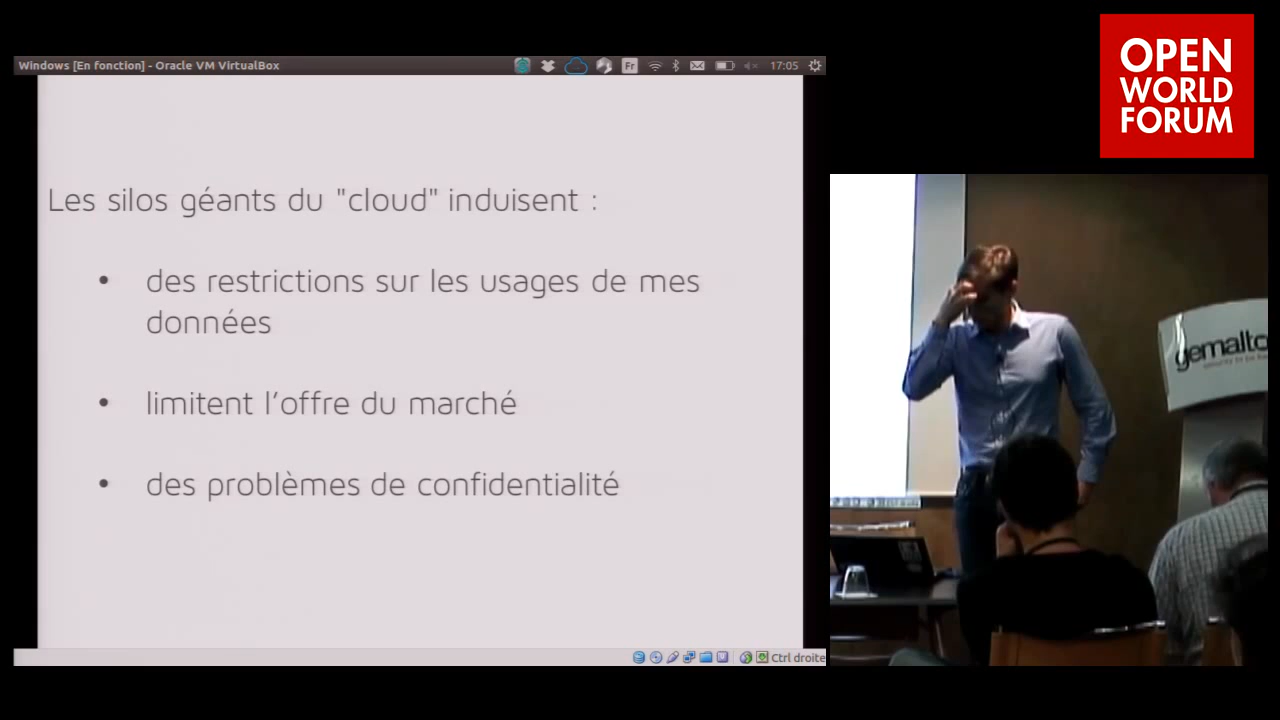 Windows [En fonction] - Oracle VM VirtualBox
Fr
17:05
OPEN
WORLD
FORUM
Les silos géants du "cloud" induisent :
• des restrictions sur les usages de mes
données
• limitent l’offre du marché
• des problèmes de confidentialité
gemalto
Ctrl droite